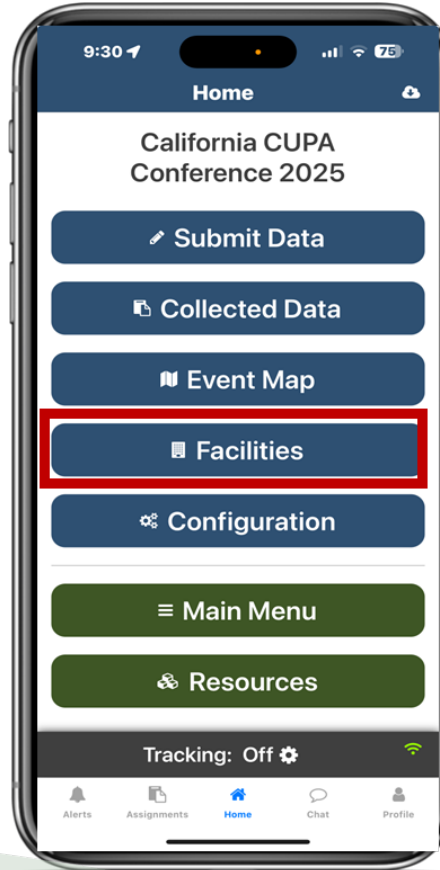 9:30
75
Home
California CUPA
Conference 2025
Submit Data
Collected Data
Event Map
Facilities
Configuration
Main Menu
Resources
Tracking: Off
Alerts
Assignments
Home
Chat
Profile